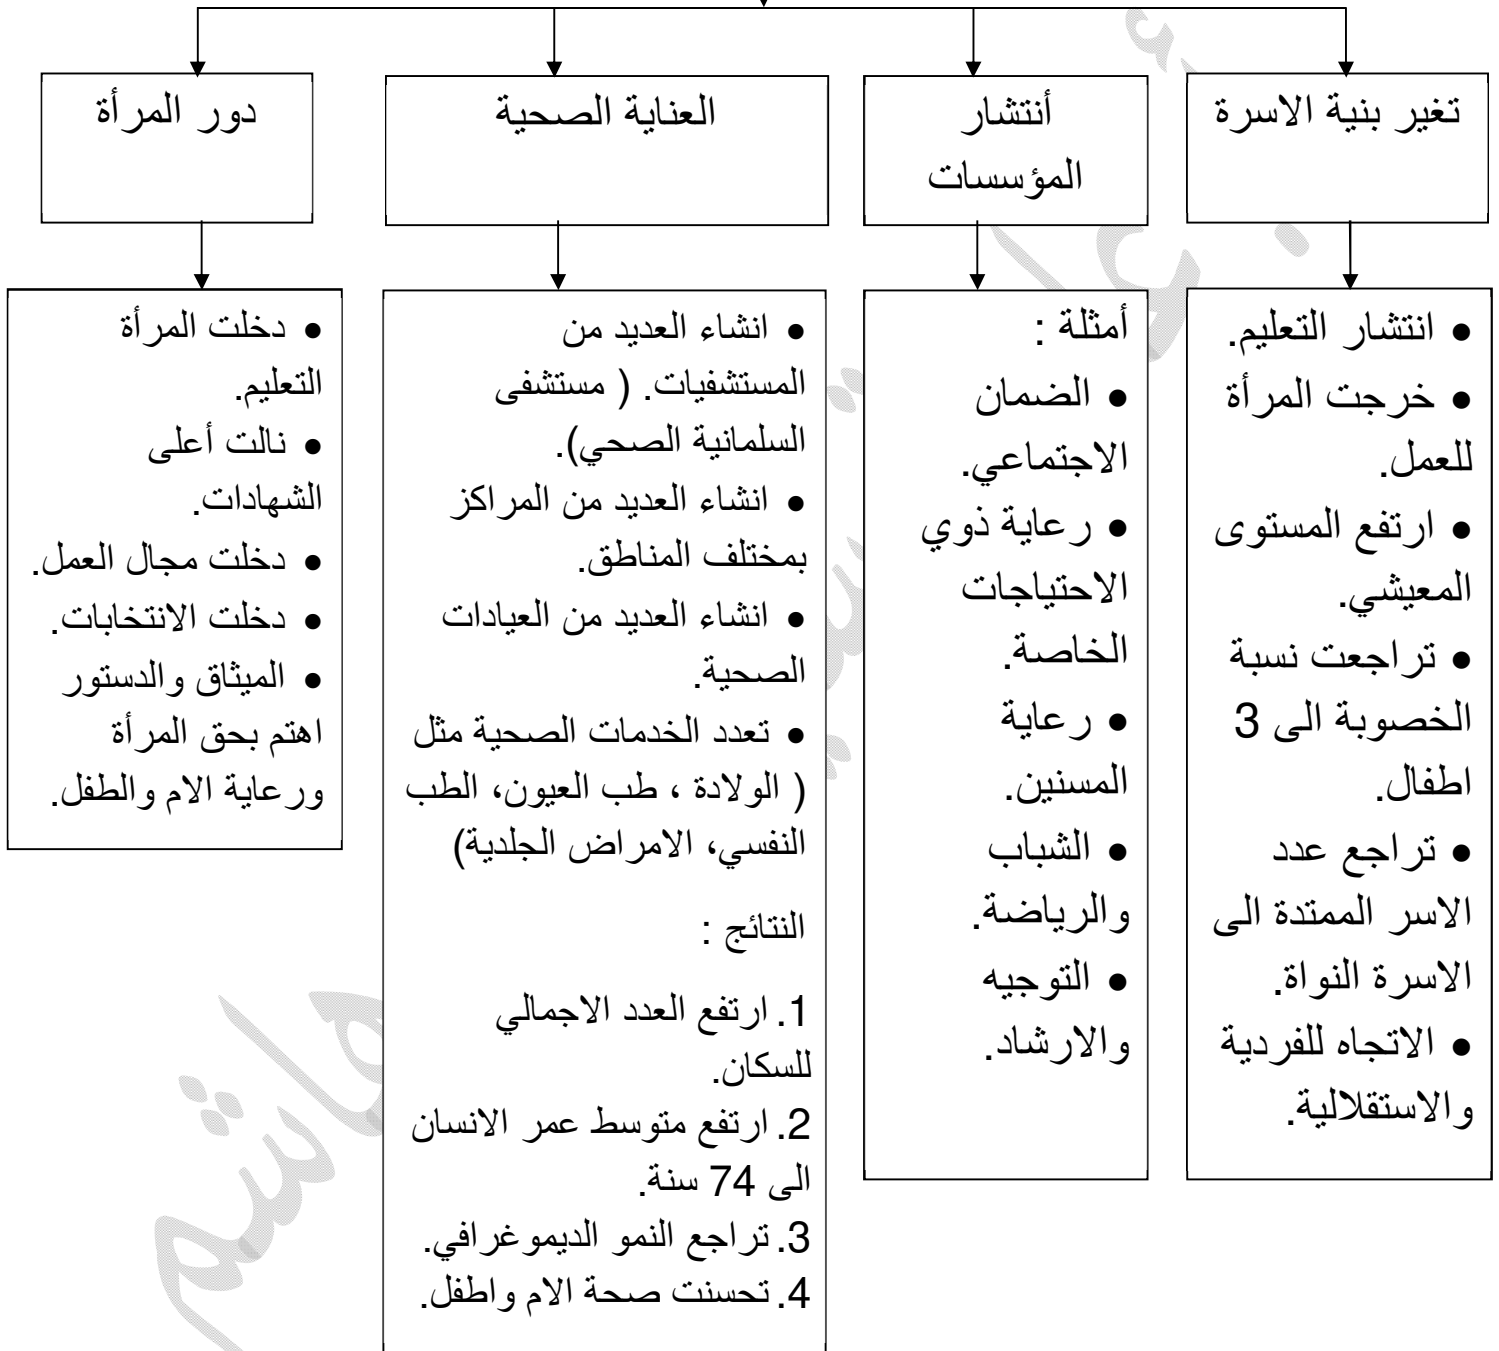 تغير بنية الاسرة
أنتشار
المؤسسات
العناية الصحية
دور المرأة
• انتشار التعليم.
• خرجت المرأة
للعمل.
• ارتفع المستوى
المعيشي.
• تراجعت نسبة
الخصوبة الى 3
اطفال.
• تراجع عدد
الاسر الممتدة الى
الاسرة النواة.
• الاتجاه للفردية
والاستقلالية.
أمثلة :
• الضمان
الاجتماعي.
• رعاية ذوي
الاحتياجات
الخاصة.
• رعاية
المسنين.
• الشباب
والرياضة.
• التوجيه
والارشاد.
• انشاء العديد من
المستشفيات. ( مستشفى
السلمانية الصحي).
• انشاء العديد من المراكز
بمختلف المناطق.
• انشاء العديد من العيادات
الصحية.
• تعدد الخدمات الصحية مثل
( الولادة ، طب العيون، الطب
النفسي، الامراض الجلدية)
النتائج :
1. ارتفع العدد الاجمالي
للسكان.
2. ارتفع متوسط عمر الانسان
الى 74 سنة.
3. تراجع النمو الديموغرافي.
4. تحسنت صحة الام واطفل.
• دخلت المرأة
التعليم.
• نالت أعلى
الشهادات.
• دخلت مجال العمل.
• دخلت الانتخابات.
• الميثاق والدستور
اهتم بحق المرأة
ورعاية الام والطفل.